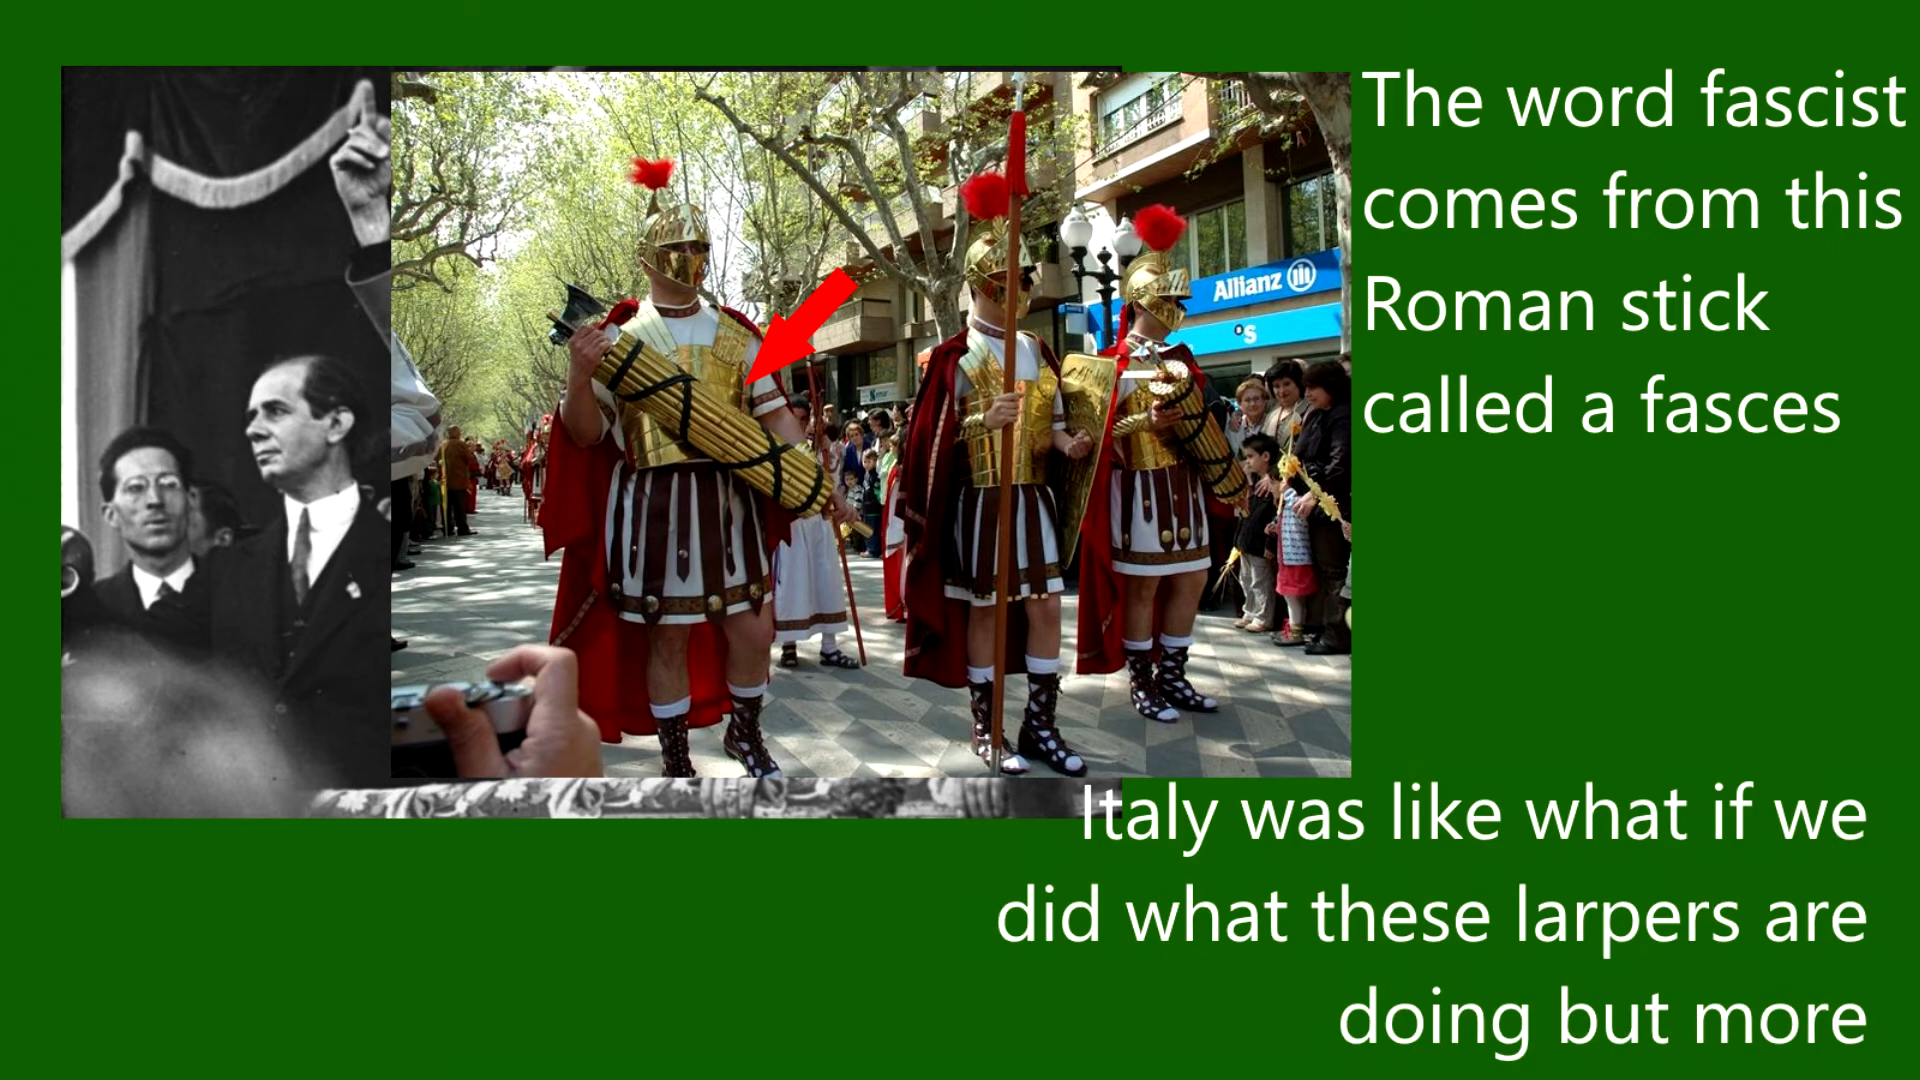 The word fascist
comes from this
Roman stick
called a fasces
Allianz
Italy was like what if we
did what these larpers are
doing but more